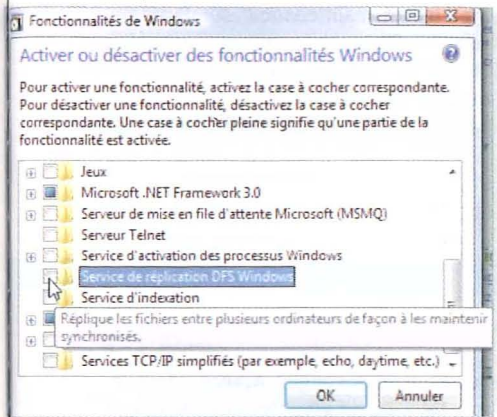 Fonctionnalités de Windows
Activer ou désactiver des fonctionnalités Windows
Pour activer une fonctionnalité, activez la case à cocher correspondante.
Pour désactiver une fonctionnalité, désactivez la case à cocher
correspondante. Une case à cocher pleine signifie qu'une partie de la
fonctionnalité est activée.
Jeux
Microsoft .NET Framework 3.0
Serveur de mise en file d'attente Microsoft (MSMQ)
Serveur Telnet
Service d'activation des processus Windows
Service de réplication DFS Windows
Service d'indexation
Réplique les fichiers entre plusieurs ordinateurs de façon à les maintenir
synchronisés.
Services TCP/IP simplifiés (par exemple, echo, daytime, etc.)
OK Annuler